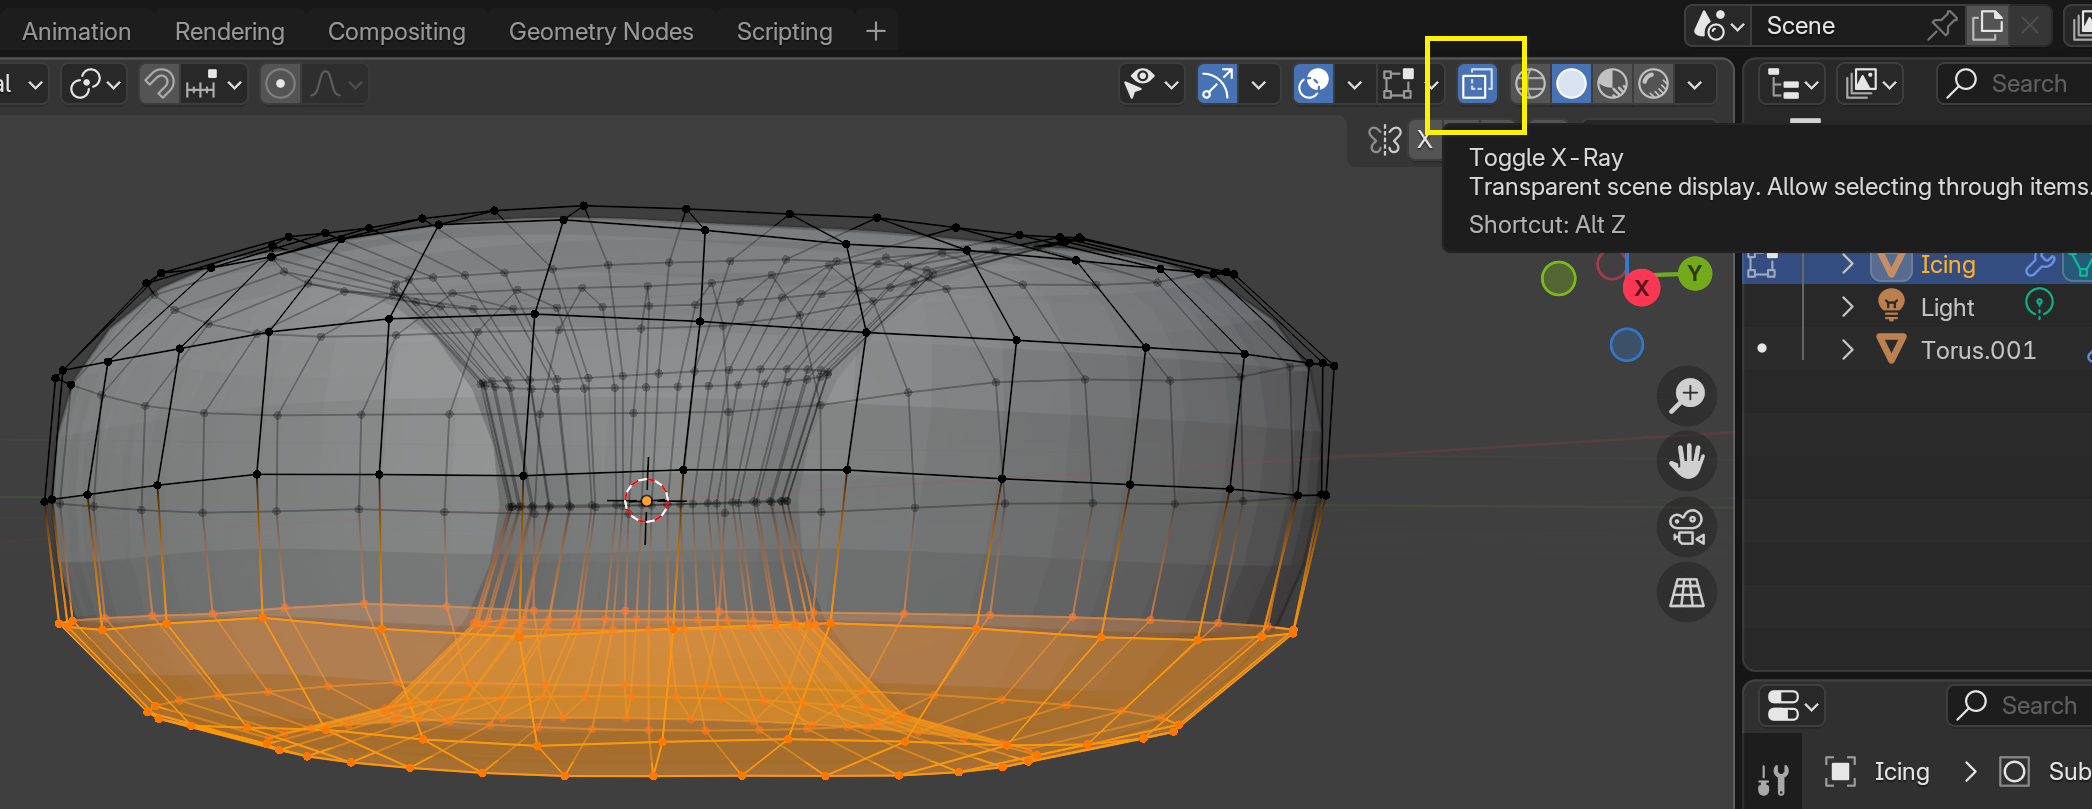 Animation Rendering Compositing Geometry Nodes Scripting +
Scene
al
Search
X
Toggle X-Ray
Transparent scene display. Allow selecting through items.
Shortcut: Alt Z
Icing
X Y
Light
Torus.001
Search
Icing > Sub